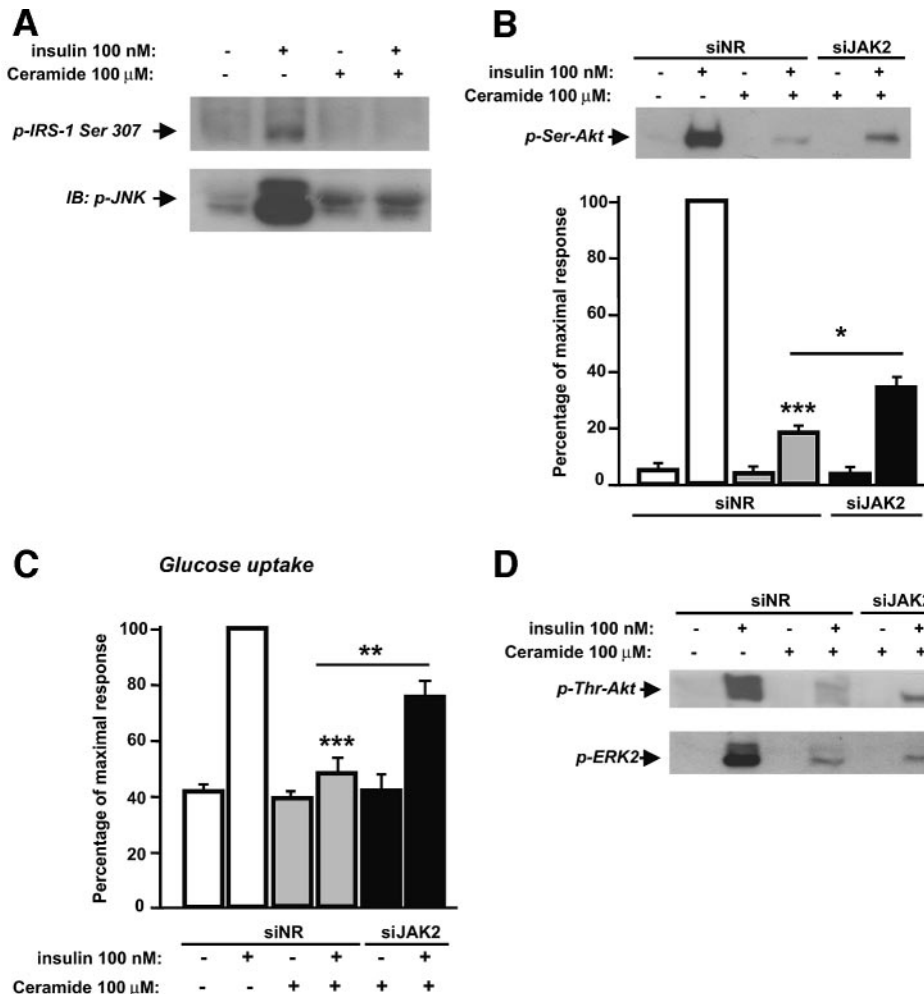 A
insulin 100 nM: - + - +
Ceramide 100 µM: - - + +
p-IRS-1 Ser 307
IB: p-JNK
B
siNR siJAK2
insulin 100 nM: - + - + - +
Ceramide 100 µM: - - + + + +
p-Ser-Akt
Percentage of maximal response
100
80
60
40
20
0
*
***
siNR siJAK2
C
Glucose uptake
Percentage of maximal response
100
80
60
40
20
0
**
***
siNR siJAK2
insulin 100 nM: - + - + - +
Ceramide 100 µM: - - + + + +
D
siNR siJAK2
insulin 100 nM: - + - + - +
Ceramide 100 µM: - - + + + +
p-Thr-Akt
p-ERK2